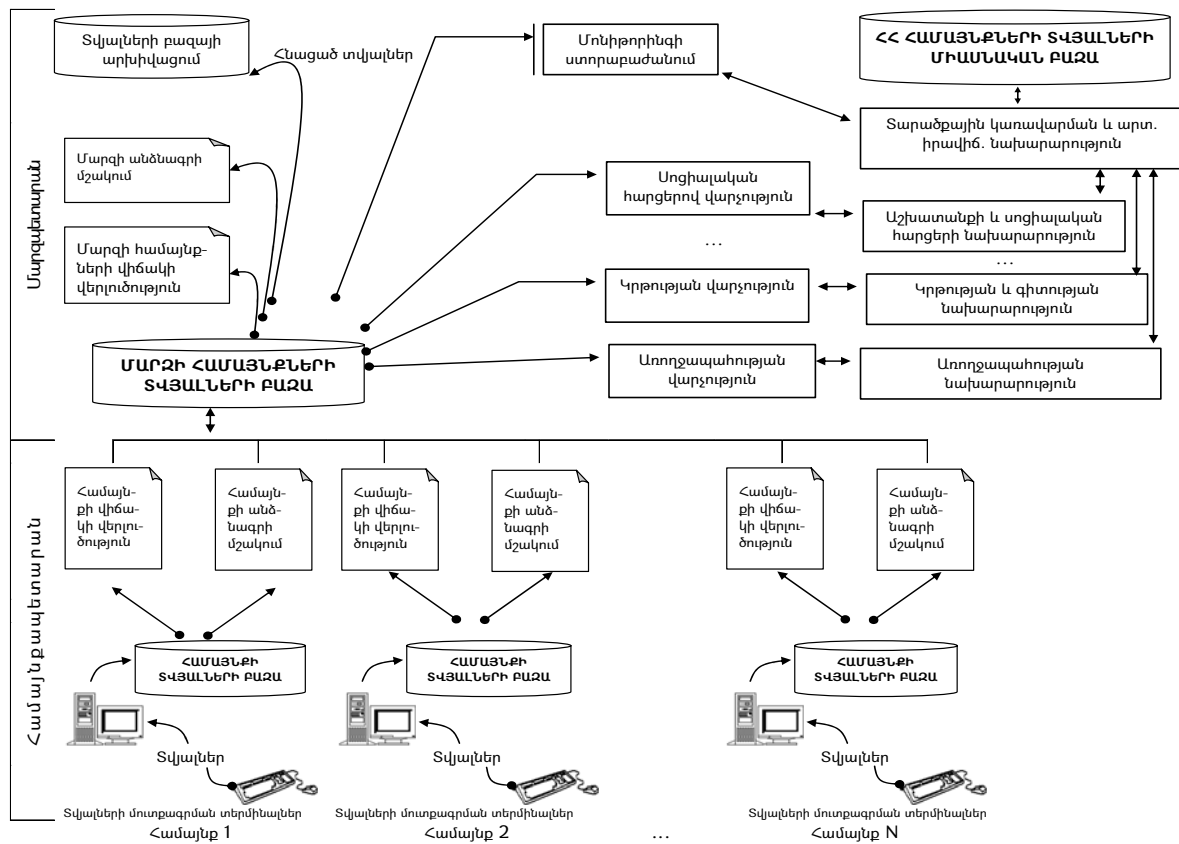 Տվյալների բազայի
արխիվացում
Հնացած տվյալներ
Մոնիթորինգի
ստորաբաժանում
ՀՀ ՀԱՄԱՅՆՔՆԵՐԻ ՏՎՅԱԼՆԵՐԻ
ՄԻԱՍՆԱԿԱՆ ԲԱԶԱ
Տարածքային կառավարման և արտ.
իրավիճ. նախարարություն
Մարզպետարան
Մարզի անձնագրի
մշակում
Սոցիալական
հարցերով վարչություն
Աշխատանքի և սոցիալական
հարցերի նախարարություն
...
...
Մարզի համայնք-
ների վիճակի
վերլուծություն
Կրթության վարչություն
Կրթության և գիտության
նախարարություն
ՄԱՐԶԻ ՀԱՄԱՅՆՔՆԵՐԻ
ՏՎՅԱԼՆԵՐԻ ԲԱԶԱ
Առողջապահության
վարչություն
Առողջապահության
նախարարություն
Համայնքապետարան
Համայն-
քի վիճա-
կի վերլու-
ծություն
Համայն-
քի անձ-
նագրի
մշակում
Համայն-
քի վիճա-
կի վերլու-
ծություն
Համայն-
քի անձ-
նագրի
մշակում
Համայն-
քի վիճա-
կի վերլու-
ծություն
Համայն-
քի անձ-
նագրի
մշակում
ՀԱՄԱՅՆՔԻ
ՏՎՅԱԼՆԵՐԻ ԲԱԶԱ
ՀԱՄԱՅՆՔԻ
ՏՎՅԱԼՆԵՐԻ ԲԱԶԱ
ՀԱՄԱՅՆՔԻ
ՏՎՅԱԼՆԵՐԻ ԲԱԶԱ
Տվյալներ
Տվյալներ
Տվյալներ
Տվյալների մուտքագրման տերմինալներ
Տվյալների մուտքագրման տերմինալներ
Տվյալների մուտքագրման տերմինալներ
Համայնք 1
Համայնք 2
...
Համայնք N